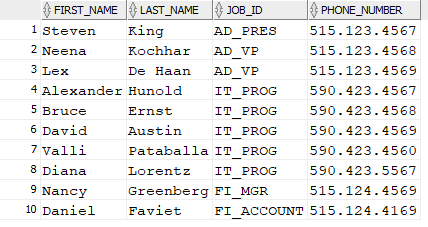 FIRST_NAME LAST_NAME JOB_ID PHONE_NUMBER
1 Steven King AD_PRES 515.123.4567
2 Neena Kochhar AD_VP 515.123.4568
3 Lex De Haan AD_VP 515.123.4569
4 Alexander Hunold IT_PROG 590.423.4567
5 Bruce Ernst IT_PROG 590.423.4568
6 David Austin IT_PROG 590.423.4569
7 Valli Pataballa IT_PROG 590.423.4560
8 Diana Lorentz IT_PROG 590.423.5567
9 Nancy Greenberg FI_MGR 515.124.4569
10 Daniel Faviet FI_ACCOUNT 515.124.4169